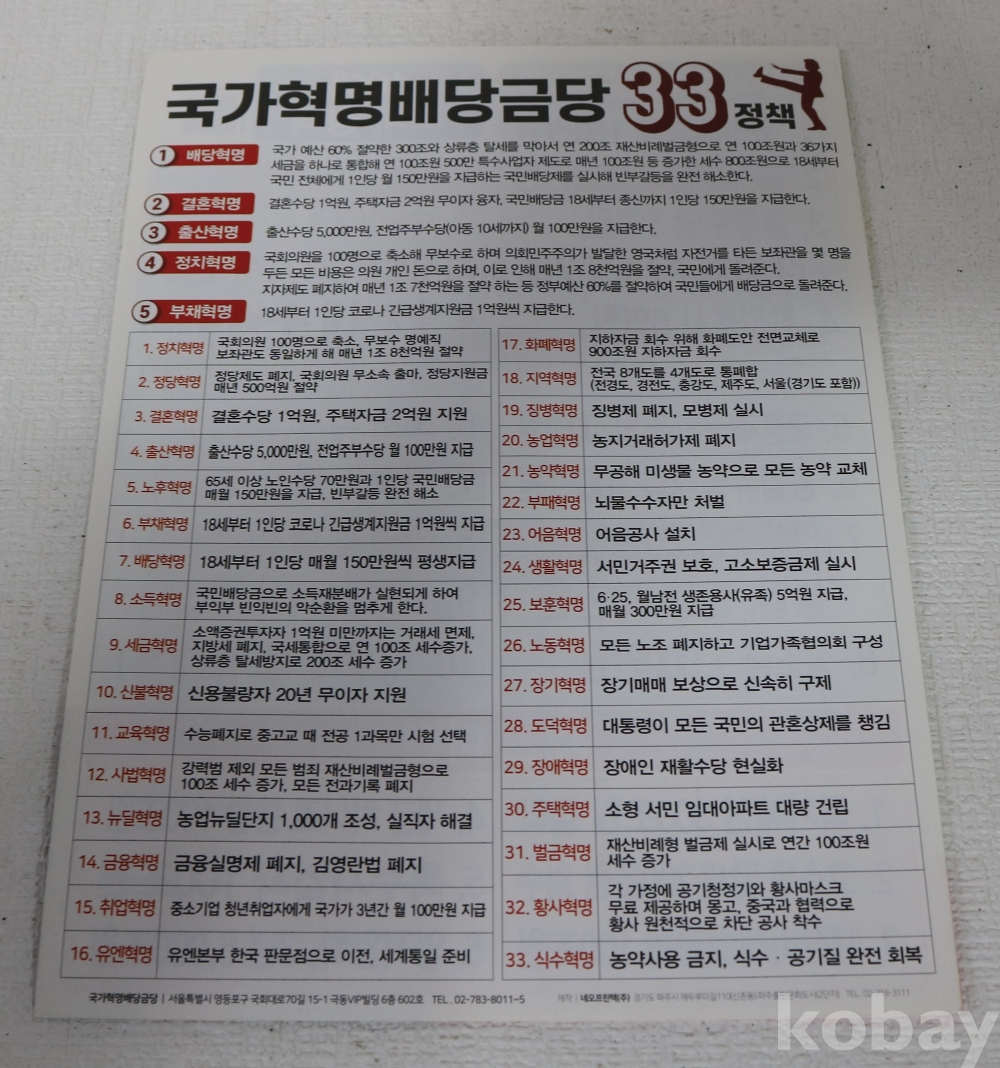 국가혁명배당금당 33 정책
1 배당혁명 국가 예산 60% 절약한 300조와 상류층 탈세를 막아서 연 200조 재산비례벌금형으로 연 100조원과 36가지
세금을 하나로 통합해 연 100조원 500만 특수사업자 제도로 매년 100조원 등 증가한 세수 800조원으로 18세부터
국민 전체에게 1인당 월 150만원을 지급하는 국민배당제를 실시해 빈부갈등을 완전 해소한다.
2 결혼혁명 결혼수당 1억원, 주택자금 2억원 무이자 융자, 국민배당금 18세부터 종신까지 1인당 150만원을 지급한다.
3 출산혁명 출산수당 5,000만원, 전업주부수당(아동 10세까지) 월 100만원을 지급한다.
4 정치혁명 국회의원을 100명으로 축소해 무보수로 하며 의회민주주의가 발달한 영국처럼 자전거를 타든 보좌관을 몇 명을
두든 모든 비용은 의원 개인 돈으로 하며, 이로 인해 매년 1조 8천억원을 절약, 국민에게 돌려준다.
지자제도 폐지하여 매년 1조 7천억원을 절약 하는 등 정부예산 60%를 절약하여 국민들에게 배당금으로 돌려준다.
5 부채혁명 18세부터 1인당 코로나 긴급생계지원금 1억원씩 지급한다.
1. 정치혁명 국회의원 100명으로 축소, 무보수 명예직
보좌관도 동일하게 해 매년 1조 8천억원 절약
2. 정당혁명 정당제도 폐지, 국회의원 무소속 출마, 정당지원금
매년 500억원 절약
3. 결혼혁명 결혼수당 1억원, 주택자금 2억원 지원
4. 출산혁명 출산수당 5,000만원, 전업주부수당 월 100만원 지급
5. 노후혁명 65세 이상 노인수당 70만원과 1인당 국민배당금
매월 150만원을 지급, 빈부갈등 완전 해소
6. 부채혁명 18세부터 1인당 코로나 긴급생계지원금 1억원씩 지급
7. 배당혁명 18세부터 1인당 매월 150만원씩 평생지급
8. 소득혁명 국민배당금으로 소득재분배가 실현되게 하여
부익부 빈익빈의 악순환을 멈추게 한다.
9. 세금혁명 소액증권투자자 1억원 미만까지는 거래세 면제,
지방세 폐지, 국세통합으로 연 100조 세수증가,
상류층 탈세방지로 200조 세수 증가
10. 신불혁명 신용불량자 20년 무이자 지원
11. 교육혁명 수능폐지로 중고교 때 전공 1과목만 시험 선택
12. 사법혁명 강력범 제외 모든 범죄 재산비례벌금형으로
100조 세수 증가, 모든 전과기록 폐지
13. 뉴딜혁명 농업뉴딜단지 1,000개 조성, 실직자 해결
14. 금융혁명 금융실명제 폐지, 김영란법 폐지
15. 취업혁명 중소기업 청년취업자에게 국가가 3년간 월 100만원 지급
16. 유엔혁명 유엔본부 한국 판문점으로 이전, 세계통일 준비
17. 화폐혁명 지하자금 회수 위해 화폐도안 전면교체로
900조원 지하자금 회수
18. 지역혁명 전국 8개도를 4개도로 통폐합
(전경도, 경전도, 충강도, 제주도, 서울(경기도 포함))
19. 징병혁명 징병제 폐지, 모병제 실시
20. 농업혁명 농지거래허가제 폐지
21. 농약혁명 무공해 미생물 농약으로 모든 농약 교체
22. 부패혁명 뇌물수수자만 처벌
23. 어음혁명 어음공사 설치
24. 생활혁명 서민거주권 보호, 고소보증금제 실시
25. 보훈혁명 6·25, 월남전 생존용사(유족) 5억원 지급,
매월 300만원 지급
26. 노동혁명 모든 노조 폐지하고 기업가족협의회 구성
27. 장기혁명 장기매매 보상으로 신속히 구제
28. 도덕혁명 대통령이 모든 국민의 관혼상제를 챙김
29. 장애혁명 장애인 재활수당 현실화
30. 주택혁명 소형 서민 임대아파트 대량 건립
31. 벌금혁명 재산비례형 벌금제 실시로 연간 100조원
세수 증가
32. 황사혁명 각 가정에 공기청정기와 황사마스크
무료 제공하며 몽고, 중국과 협력으로
황사 원천적으로 차단 공사 착수
33. 식수혁명 농약사용 금지, 식수 · 공기질 완전 회복
국가혁명배당금당 | 서울특별시 영등포구 국회대로70길 15-1 극동VIP빌딩 6층 602호 TEL. 02-783-8011~5
제작 | 네오프린텍(주) 경기도 파주시
kobay